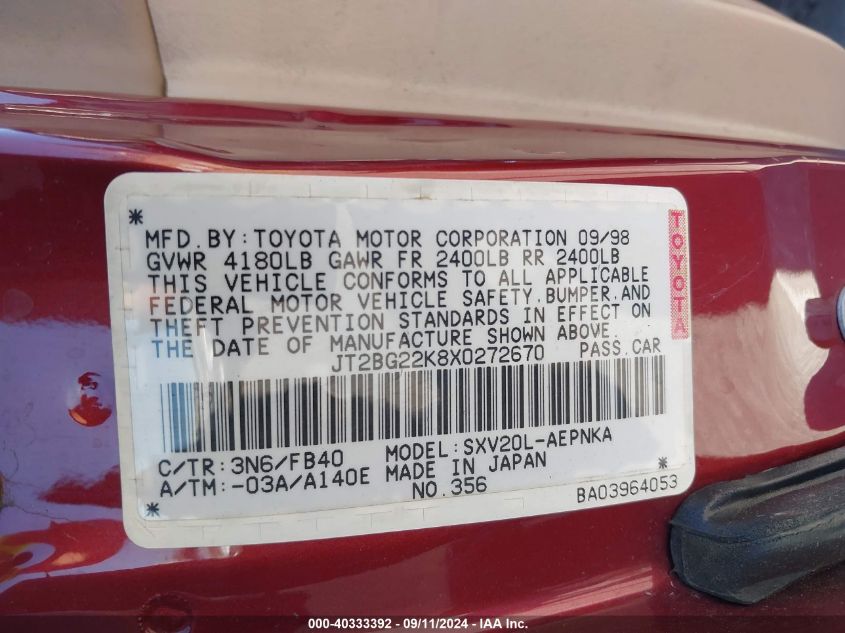 MFD.BY:TOYOTA MOTOR CORPORATION 09/98
GVWR 4180LB GAWR FR 2400LB RR 2400LB
THIS VEHICLE CONFORMS TO ALL APPLICABLE
FEDERAL MOTOR VEHICLE SAFETY.BUMPER.AND
THEFT PREVENTION STANDARDS IN EFFECT ON
THE DATE OF MANUFACTURE SHOWN ABOVE.
JT2BG22K8X0272670 PASS.CAR
TOYOTA
C/TR:3N6/FB40 MODEL:SXV20L-AEPNKA
A/TM:-03A/A140E MADE IN JAPAN
NO.356
BA03964053
000-40333392 - 09/11/2024 - IAA Inc.